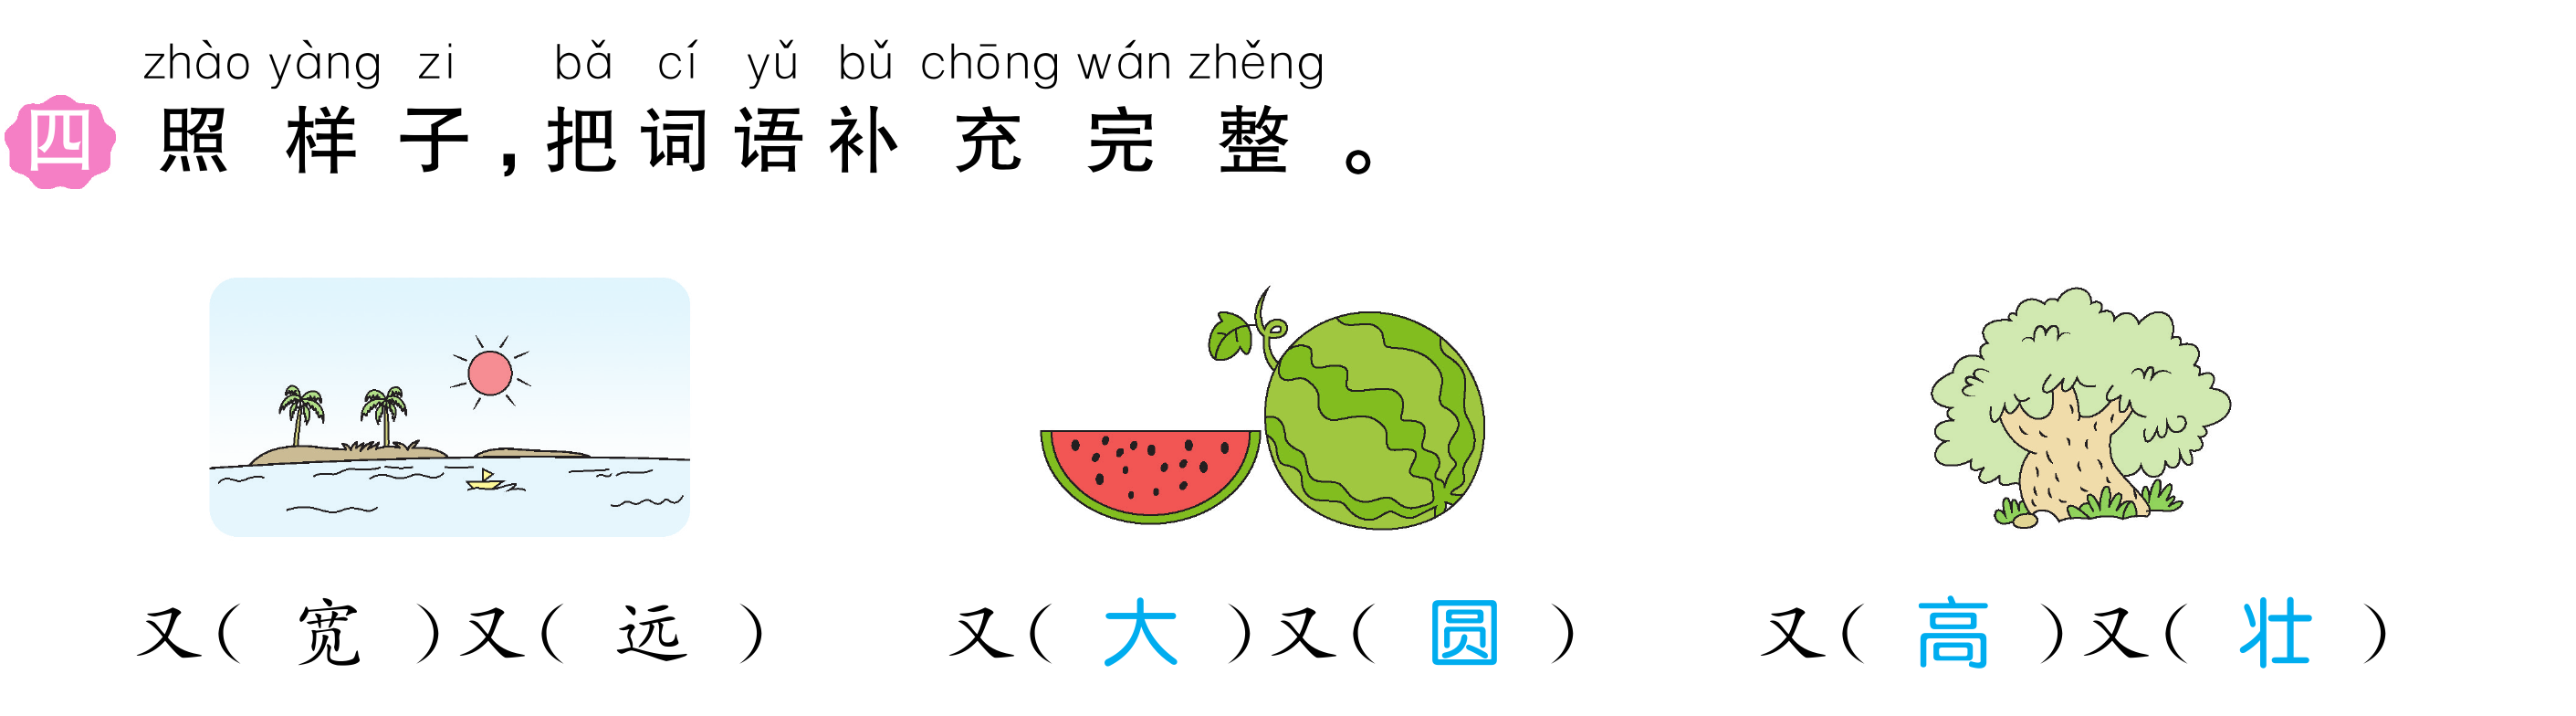 zhào yàng zi bǎ cí yǔ bǔ chōng wán zhěng
四 照样子，把词语补充完整。
又（ 宽 ）又（ 远 ） 又（ 大 ）又（ 圆 ） 又（ 高 ）又（ 壮 ）